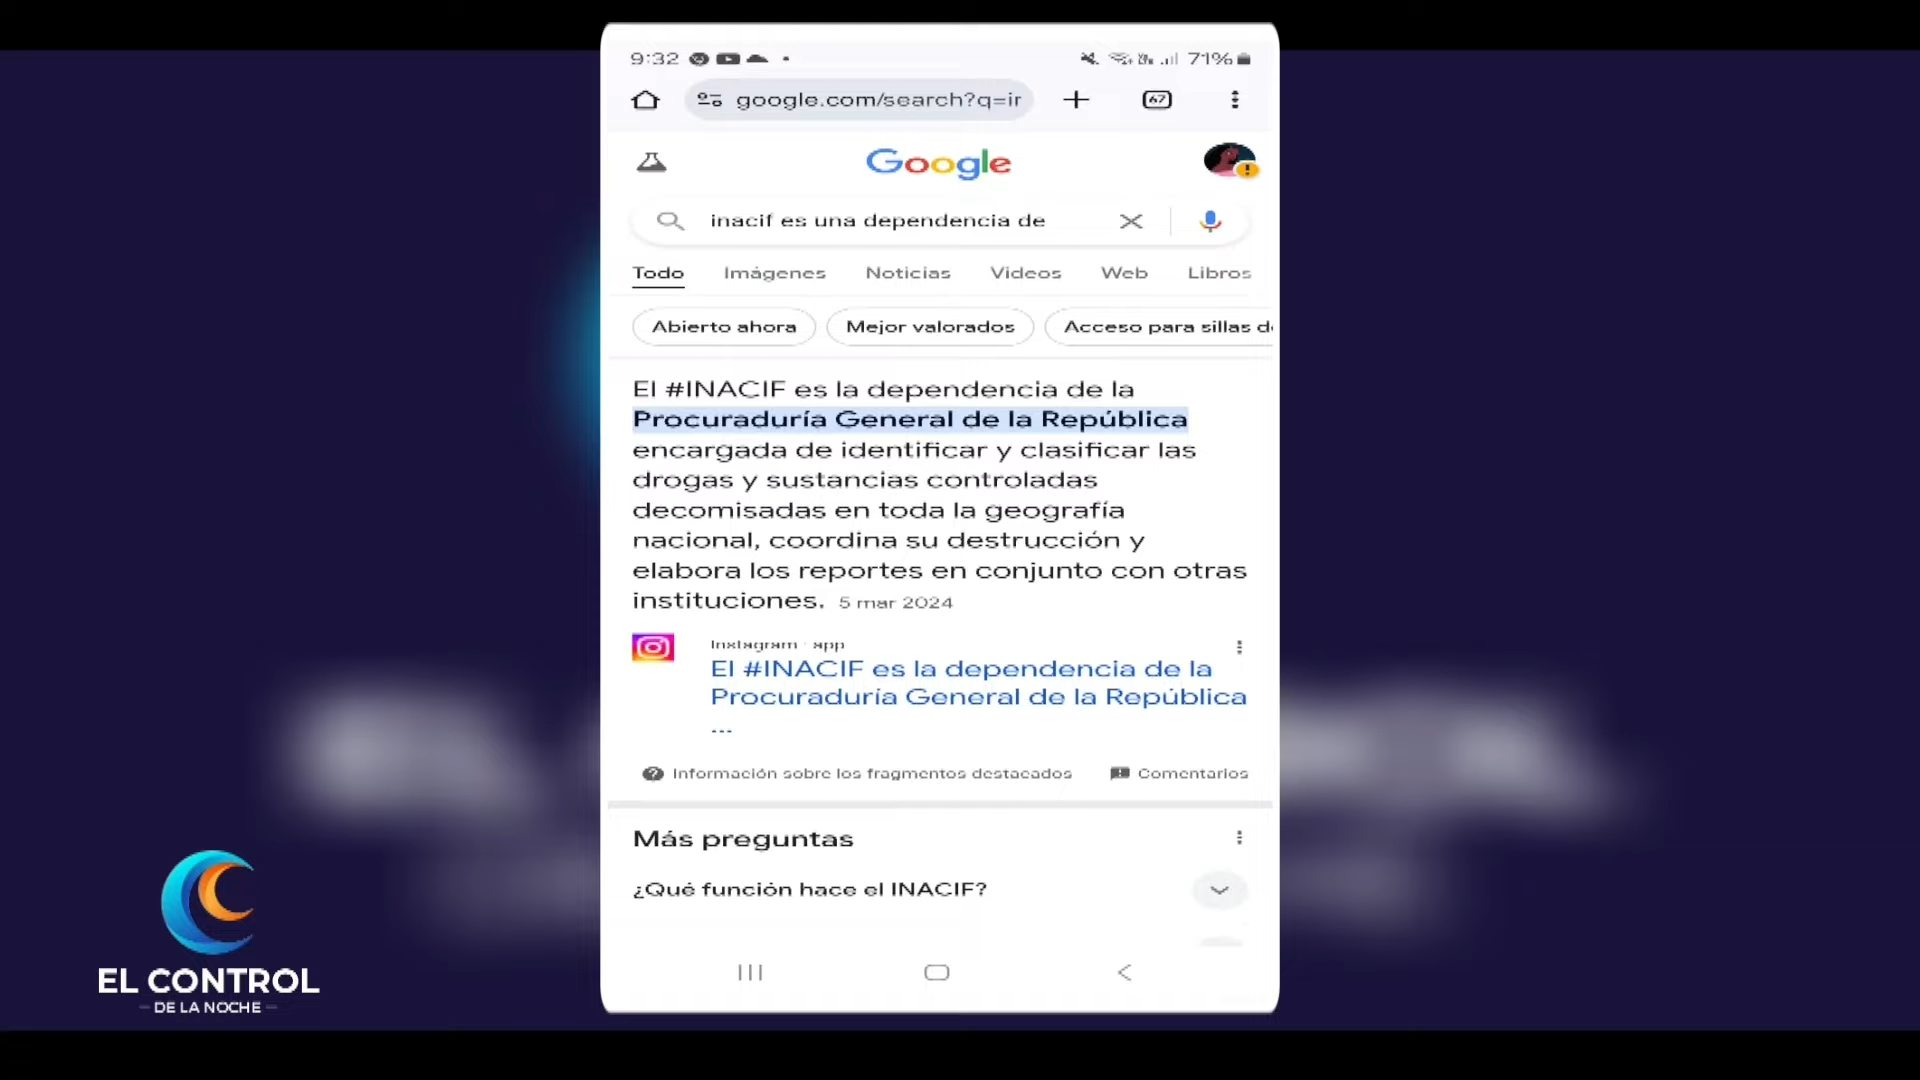 9:32 71%
google.com/search?q=ir 67
Google
inacif es una dependencia de
Todo Imágenes Noticias Videos Web Libros
Abierto ahora Mejor valorados Acceso para sillas d
El #INACIF es la dependencia de la
Procuraduría General de la República
encargada de identificar y clasificar las
drogas y sustancias controladas
decomisadas en toda la geografía
nacional, coordina su destrucción y
elabora los reportes en conjunto con otras
instituciones. 5 mar 2024
Instagram · app
El #INACIF es la dependencia de la
Procuraduría General de la República
...
Información sobre los fragmentos destacados Comentarios
Más preguntas
¿Qué función hace el INACIF?
EL CONTROL
DE LA NOCHE